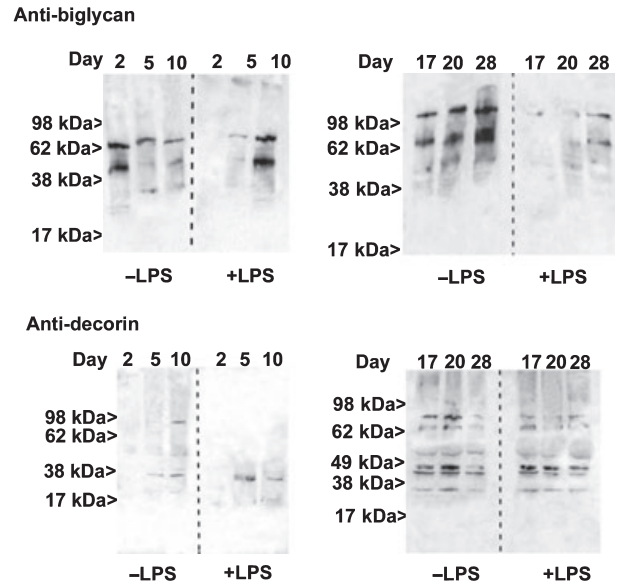 Anti-biglycan
Day 2 5 10 2 5 10
98 kDa>
62 kDa>
38 kDa>
17 kDa>
–LPS +LPS
Day 17 20 28 17 20 28
98 kDa>
62 kDa>
38 kDa>
17 kDa>
–LPS +LPS
Anti-decorin
Day 2 5 10 2 5 10
98 kDa>
62 kDa>
38 kDa>
17 kDa>
–LPS +LPS
Day 17 20 28 17 20 28
98 kDa>
62 kDa>
49 kDa>
38 kDa>
17 kDa>
–LPS +LPS